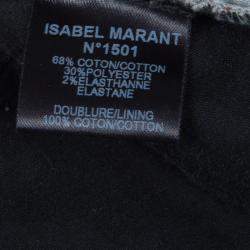 ISABEL MARANT
N°1501
68% COTON/COTTON
30%POLYESTER
2%ELASTHANNE
ELASTANE
DOUBLURE/LINING
100% COTON/COTTON